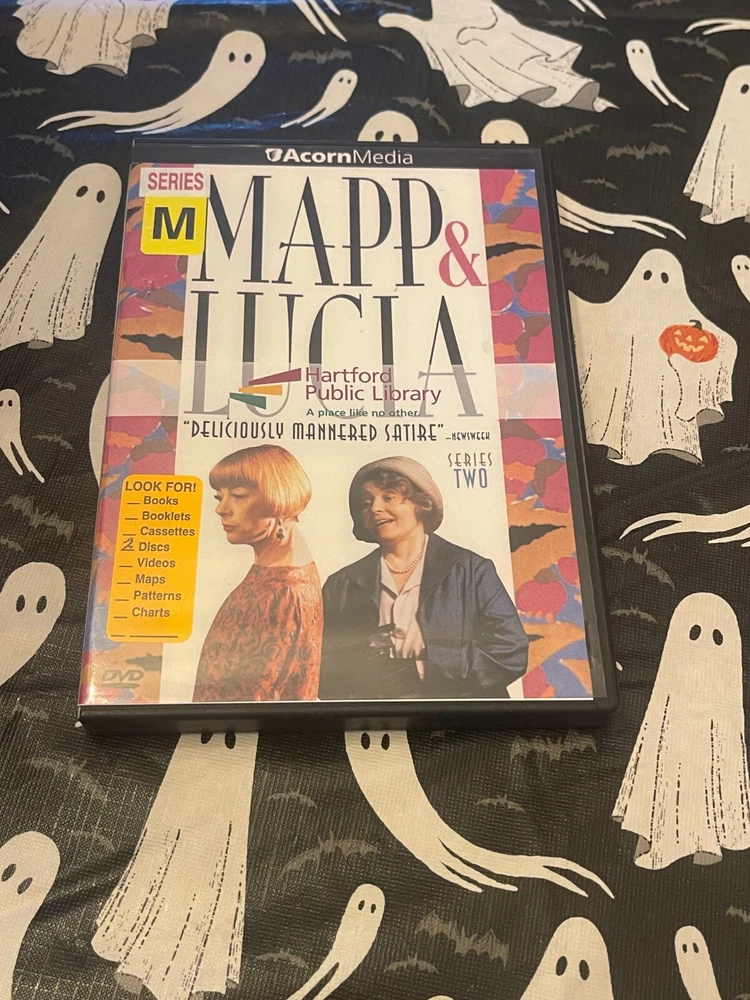 AcornMedia
SERIES
M
MAPP &
LUCIA
Hartford
Public Library
A place like no other
"DELICIOUSLY MANNERED SATIRE" –NEWSWEEK
SERIES
TWO
LOOK FOR!
__ Books
__ Booklets
__ Cassettes
2 Discs
__ Videos
__ Maps
__ Patterns
__ Charts
DVD